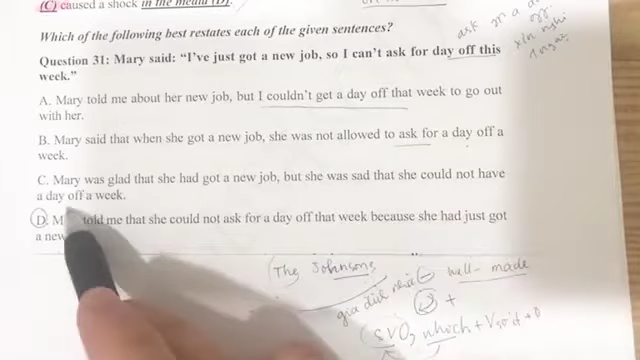 (C) caused a shock in the media (D).
Which of the following best restates each of the given sentences?
ask for a d
off
xin nghỉ
1 ngày
Question 31: Mary said: “I’ve just got a new job, so I can’t ask for day off this
week.”
A. Mary told me about her new job, but I couldn’t get a day off that week to go out
with her.
B. Mary said that when she got a new job, she was not allowed to ask for a day off a
week.
C. Mary was glad that she had got a new job, but she was sad that she could not have
a day off a week.
D. M told me that she could not ask for a day off that week because she had just got
a new
(The Johnsons
gia đình nhà
well-made
S V O, which + V